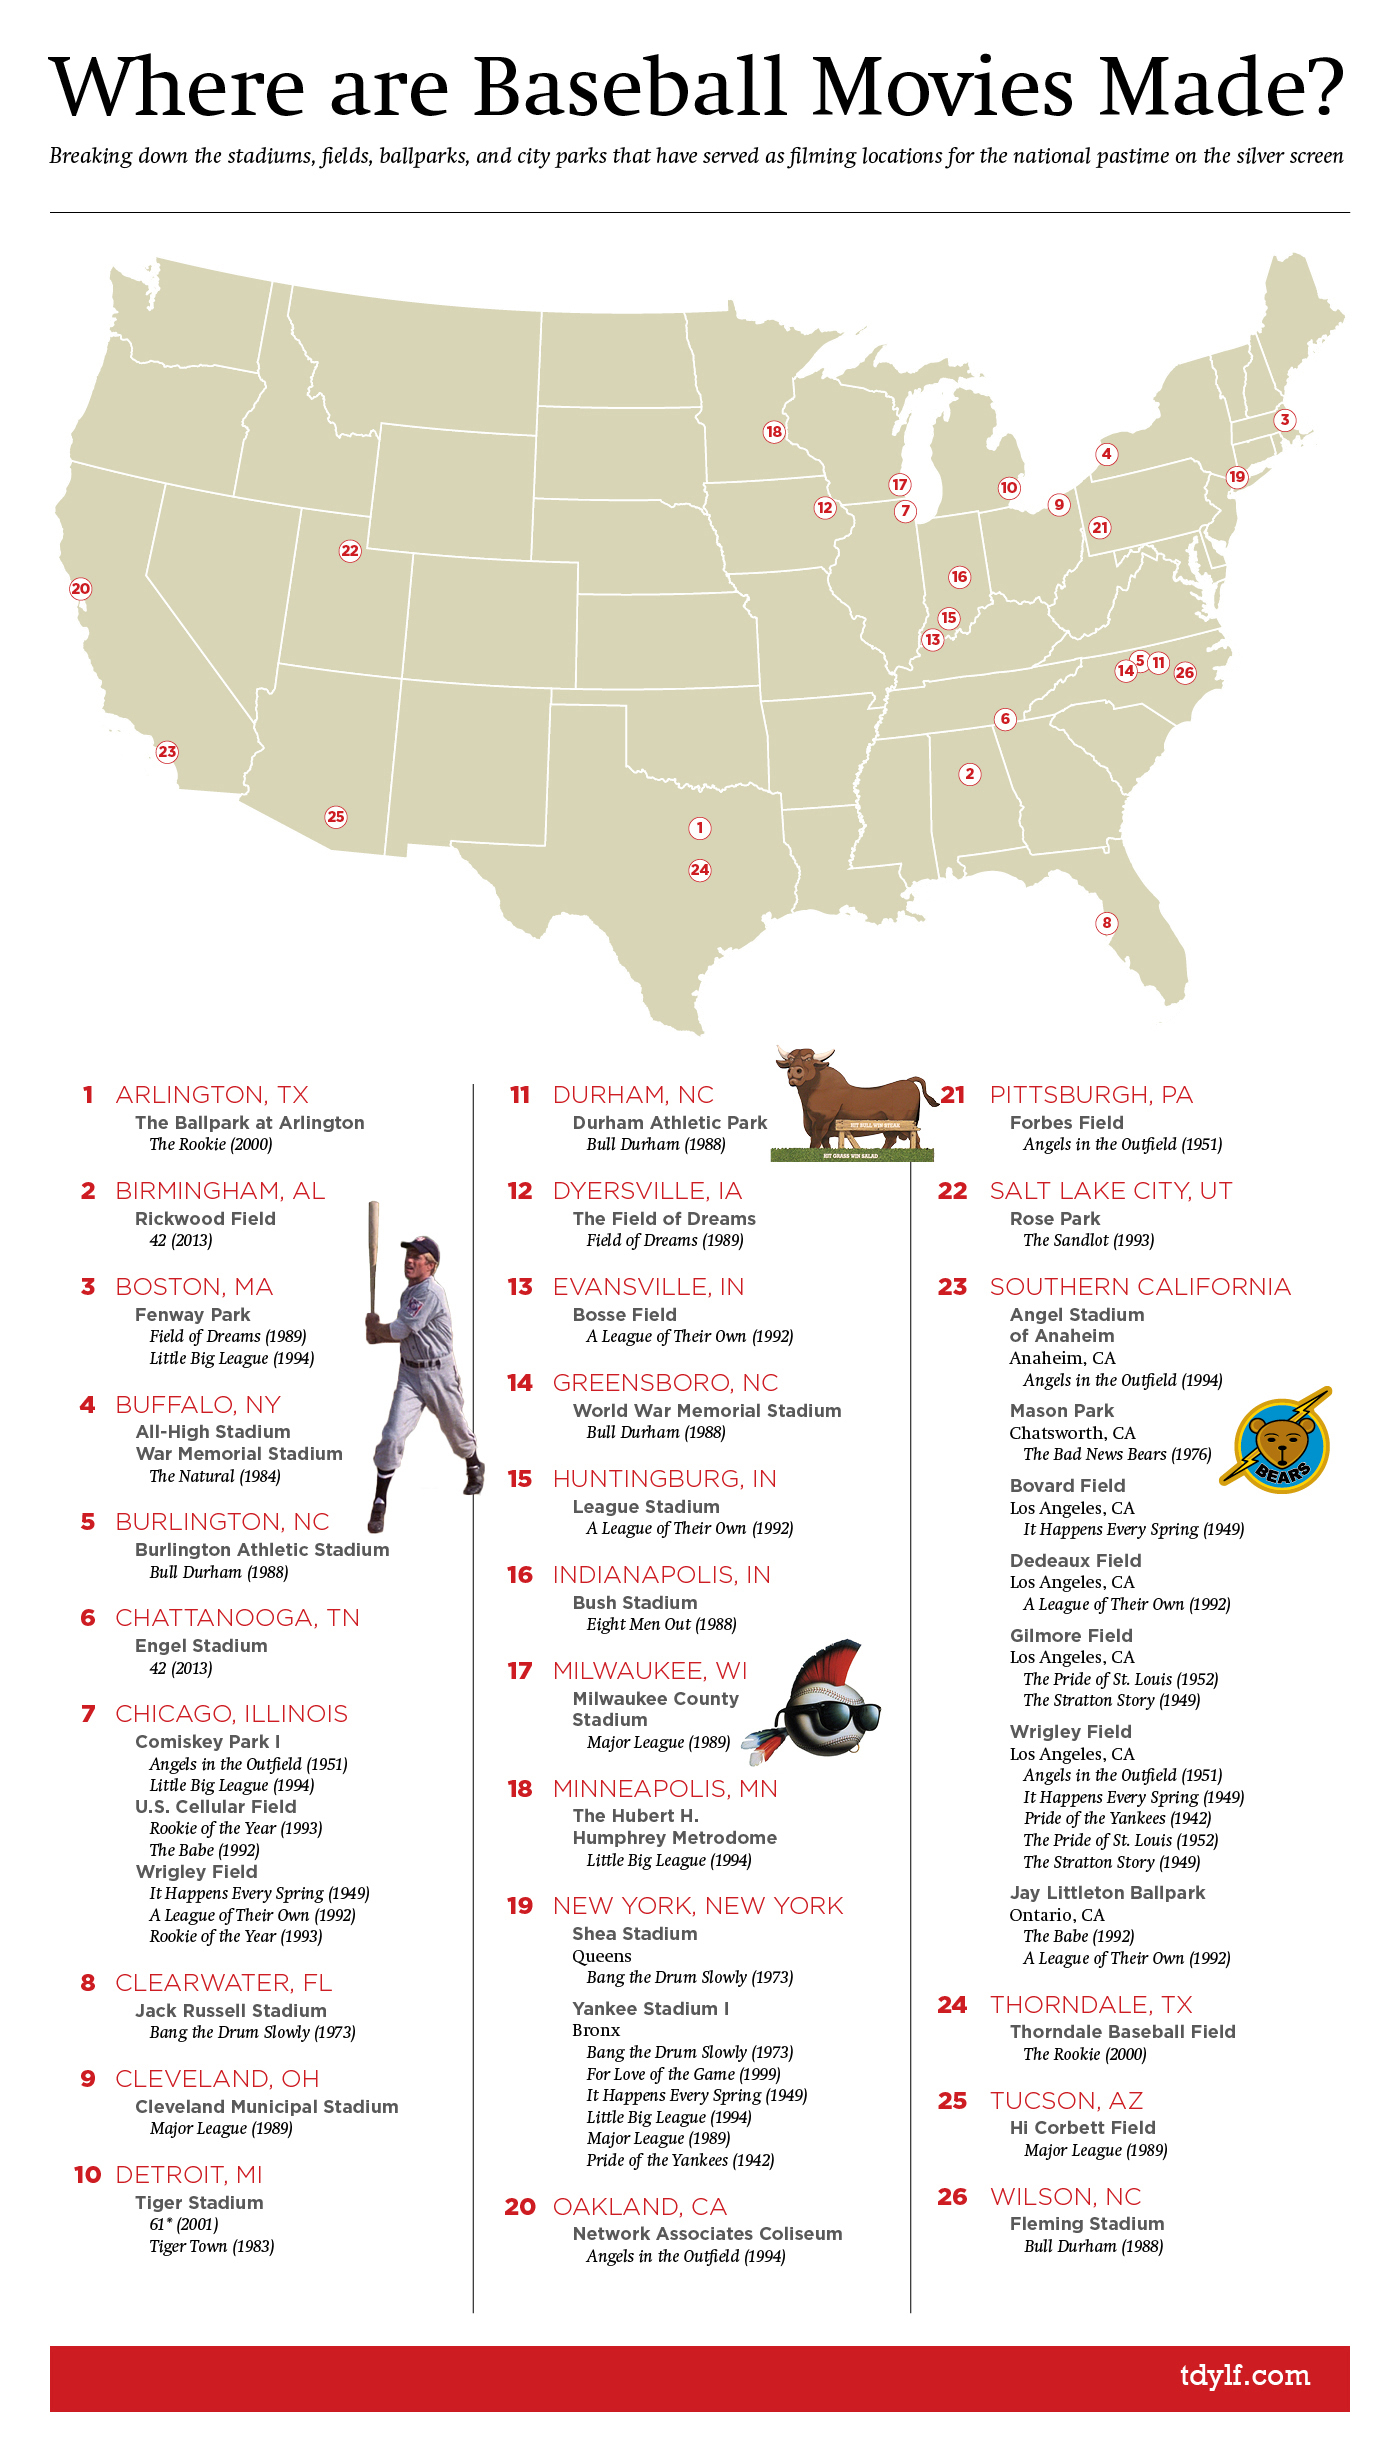 Where are Baseball Movies Made?
Breaking down the stadiums, fields, ballparks, and city parks that have served as filming locations for the national pastime on the silver screen
3
4
18
19
17
10
9
7
12
21
22
16
20
15
13
5
11
14
26
6
23
2
25
1
24
8
1 ARLINGTON, TX
The Ballpark at Arlington
The Rookie (2000)
2 BIRMINGHAM, AL
Rickwood Field
42 (2013)
3 BOSTON, MA
Fenway Park
Field of Dreams (1989)
Little Big League (1994)
4 BUFFALO, NY
All-High Stadium
War Memorial Stadium
The Natural (1984)
5 BURLINGTON, NC
Burlington Athletic Stadium
Bull Durham (1988)
6 CHATTANOOGA, TN
Engel Stadium
42 (2013)
7 CHICAGO, ILLINOIS
Comiskey Park I
Angels in the Outfield (1951)
Little Big League (1994)
U.S. Cellular Field
Rookie of the Year (1993)
The Babe (1992)
Wrigley Field
It Happens Every Spring (1949)
A League of Their Own (1992)
Rookie of the Year (1993)
8 CLEARWATER, FL
Jack Russell Stadium
Bang the Drum Slowly (1973)
9 CLEVELAND, OH
Cleveland Municipal Stadium
Major League (1989)
10 DETROIT, MI
Tiger Stadium
61* (2001)
Tiger Town (1983)
11 DURHAM, NC
Durham Athletic Park
Bull Durham (1988)
HIT BULL WIN STEAK
HIT GRASS WIN SALAD
12 DYERSVILLE, IA
The Field of Dreams
Field of Dreams (1989)
13 EVANSVILLE, IN
Bosse Field
A League of Their Own (1992)
14 GREENSBORO, NC
World War Memorial Stadium
Bull Durham (1988)
15 HUNTINGBURG, IN
League Stadium
A League of Their Own (1992)
16 INDIANAPOLIS, IN
Bush Stadium
Eight Men Out (1988)
17 MILWAUKEE, WI
Milwaukee County
Stadium
Major League (1989)
18 MINNEAPOLIS, MN
The Hubert H.
Humphrey Metrodome
Little Big League (1994)
19 NEW YORK, NEW YORK
Shea Stadium
Queens
Bang the Drum Slowly (1973)
Yankee Stadium I
Bronx
Bang the Drum Slowly (1973)
For Love of the Game (1999)
It Happens Every Spring (1949)
Little Big League (1994)
Major League (1989)
Pride of the Yankees (1942)
20 OAKLAND, CA
Network Associates Coliseum
Angels in the Outfield (1994)
21 PITTSBURGH, PA
Forbes Field
Angels in the Outfield (1951)
22 SALT LAKE CITY, UT
Rose Park
The Sandlot (1993)
23 SOUTHERN CALIFORNIA
Angel Stadium
of Anaheim
Anaheim, CA
Angels in the Outfield (1994)
Mason Park
Chatsworth, CA
The Bad News Bears (1976)
BEARS
Bovard Field
Los Angeles, CA
It Happens Every Spring (1949)
Dedeaux Field
Los Angeles, CA
A League of Their Own (1992)
Gilmore Field
Los Angeles, CA
The Pride of St. Louis (1952)
The Stratton Story (1949)
Wrigley Field
Los Angeles, CA
Angels in the Outfield (1951)
It Happens Every Spring (1949)
Pride of the Yankees (1942)
The Pride of St. Louis (1952)
The Stratton Story (1949)
Jay Littleton Ballpark
Ontario, CA
The Babe (1992)
A League of Their Own (1992)
24 THORNDALE, TX
Thorndale Baseball Field
The Rookie (2000)
25 TUCSON, AZ
Hi Corbett Field
Major League (1989)
26 WILSON, NC
Fleming Stadium
Bull Durham (1988)
tdylf.com